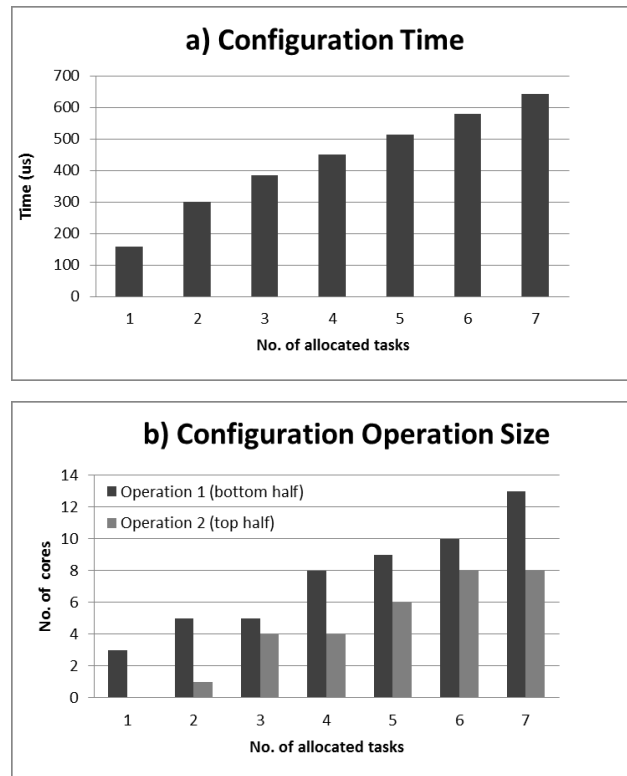 a) Configuration Time
700
600
500
400
300
200
100
0
Time (us)
1 2 3 4 5 6 7
No. of allocated tasks
b) Configuration Operation Size
14
12
10
8
6
4
2
0
No. of cores
Operation 1 (bottom half)
Operation 2 (top half)
1 2 3 4 5 6 7
No. of allocated tasks